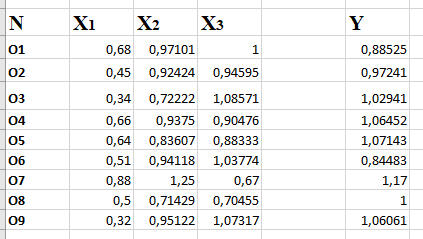 N X1 X2 X3 Y
O1 0,68 0,97101 1 0,88525
O2 0,45 0,92424 0,94595 0,97241
O3 0,34 0,72222 1,08571 1,02941
O4 0,66 0,9375 0,90476 1,06452
O5 0,64 0,83607 0,88333 1,07143
O6 0,51 0,94118 1,03774 0,84483
O7 0,88 1,25 0,67 1,17
O8 0,5 0,71429 0,70455 1
O9 0,32 0,95122 1,07317 1,06061